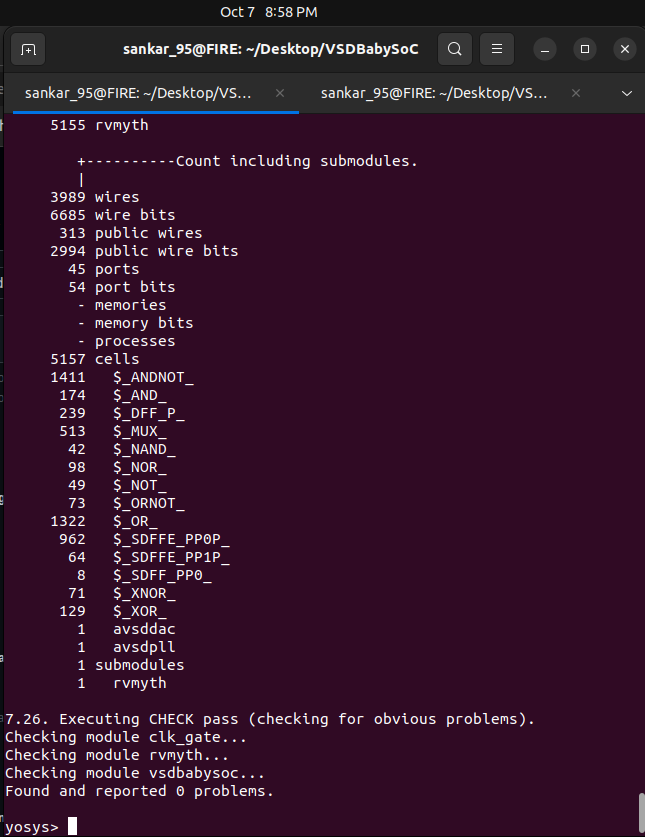 Oct 7  8:58 PM
sankar_95@FIRE: ~/Desktop/VSDBabySoC
sankar_95@FIRE: ~/Desktop/VS...
sankar_95@FIRE: ~/Desktop/VS...
5155 rvmyth
+----------Count including submodules.
|
3989 wires
6685 wire bits
313 public wires
2994 public wire bits
45 ports
54 port bits
- memories
- memory bits
- processes
5157 cells
1411   $_ANDNOT_
174   $_AND_
239   $_DFF_P_
513   $_MUX_
42   $_NAND_
98   $_NOR_
49   $_NOT_
73   $_ORNOT_
1322   $_OR_
962   $_SDFFE_PP0P_
64   $_SDFFE_PP1P_
8   $_SDFF_PP0_
71   $_XNOR_
129   $_XOR_
1   avsddac
1   avsdpll
1 submodules
1   rvmyth
7.26. Executing CHECK pass (checking for obvious problems).
Checking module clk_gate...
Checking module rvmyth...
Checking module vsdbabysoc...
Found and reported 0 problems.
yosys>